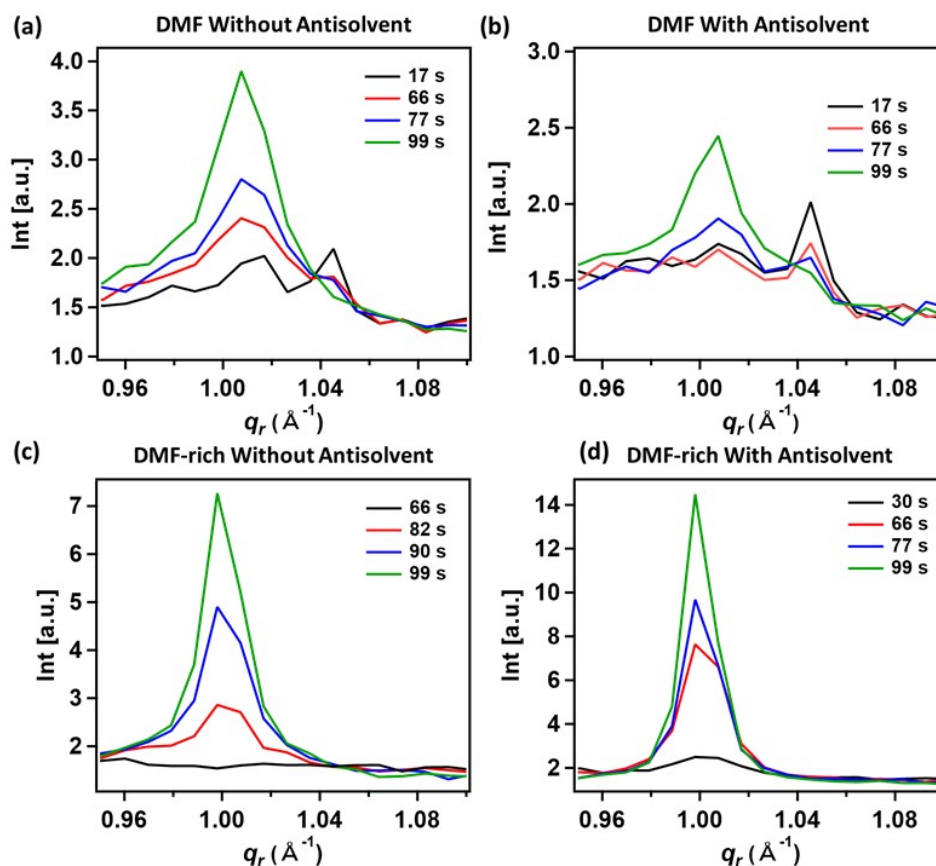 (a) DMF Without Antisolvent
Int [a.u.]
4.0
3.5
3.0
2.5
2.0
1.5
1.0
17 s
66 s
77 s
99 s
0.96 1.00 1.04 1.08
qr (Å-1)
(b) DMF With Antisolvent
Int [a.u.]
3.0
2.5
2.0
1.5
1.0
17 s
66 s
77 s
99 s
0.96 1.00 1.04 1.08
qr (Å-1)
(c) DMF-rich Without Antisolvent
Int [a.u.]
7
6
5
4
3
2
66 s
82 s
90 s
99 s
0.96 1.00 1.04 1.08
qr (Å-1)
(d) DMF-rich With Antisolvent
Int [a.u.]
14
12
10
8
6
4
2
30 s
66 s
77 s
99 s
0.96 1.00 1.04 1.08
qr (Å-1)